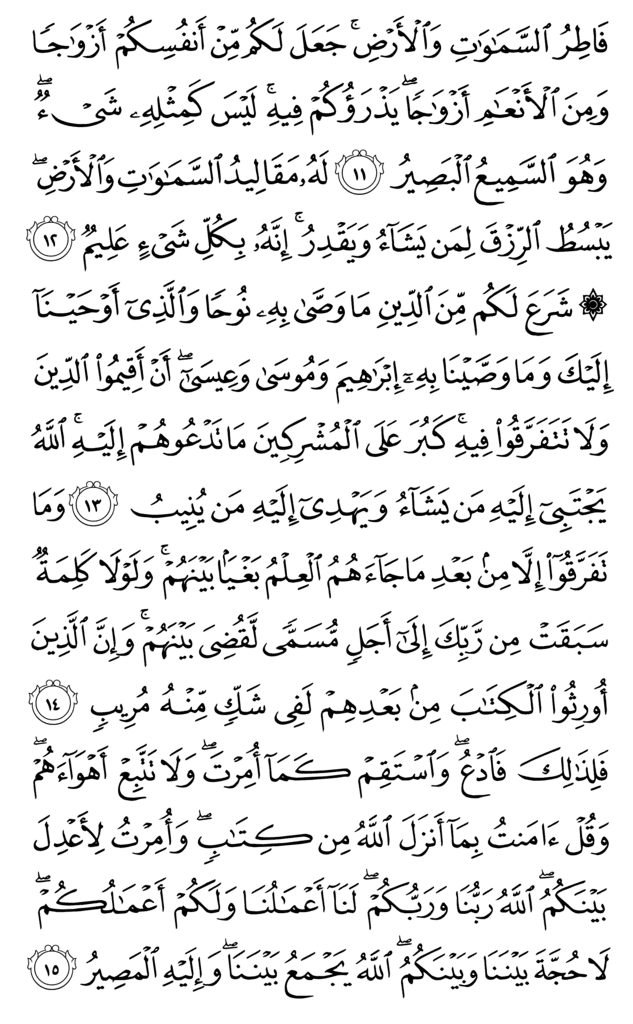 فَاطِرُ ٱلسَّمَٰوَٰتِ وَٱلْأَرْضِ ۚ جَعَلَ لَكُم مِّنْ أَنفُسِكُمْ أَزْوَٰجًا
وَمِنَ ٱلْأَنْعَٰمِ أَزْوَٰجًا ۖ يَذْرَؤُكُمْ فِيهِ ۚ لَيْسَ كَمِثْلِهِۦ شَىْءٌ ۖ
وَهُوَ ٱلسَّمِيعُ ٱلْبَصِيرُ ١١ لَهُۥ مَقَالِيدُ ٱلسَّمَٰوَٰتِ وَٱلْأَرْضِ ۖ
يَبْسُطُ ٱلرِّزْقَ لِمَن يَشَآءُ وَيَقْدِرُ ۚ إِنَّهُۥ بِكُلِّ شَىْءٍ عَلِيمٌ ١٢
۞ شَرَعَ لَكُم مِّنَ ٱلدِّينِ مَا وَصَّىٰ بِهِۦ نُوحًا وَٱلَّذِىٓ أَوْحَيْنَآ
إِلَيْكَ وَمَا وَصَّيْنَا بِهِۦٓ إِبْرَٰهِيمَ وَمُوسَىٰ وَعِيسَىٰٓ ۖ أَنْ أَقِيمُوا۟ ٱلدِّينَ
وَلَا تَتَفَرَّقُوا۟ فِيهِ ۚ كَبُرَ عَلَى ٱلْمُشْرِكِينَ مَا تَدْعُوهُمْ إِلَيْهِ ۚ ٱللَّهُ
يَجْتَبِىٓ إِلَيْهِ مَن يَشَآءُ وَيَهْدِىٓ إِلَيْهِ مَن يُنِيبُ ١٣ وَمَا
تَفَرَّقُوٓا۟ إِلَّا مِنۢ بَعْدِ مَا جَآءَهُمُ ٱلْعِلْمُ بَغْيًۢا بَيْنَهُمْ ۚ وَلَوْلَا كَلِمَةٌ
سَبَقَتْ مِن رَّبِّكَ إِلَىٰٓ أَجَلٍ مُّسَمًّى لَّقُضِىَ بَيْنَهُمْ ۚ وَإِنَّ ٱلَّذِينَ
أُورِثُوا۟ ٱلْكِتَٰبَ مِنۢ بَعْدِهِمْ لَفِى شَكٍّ مِّنْهُ مُرِيبٍ ١٤
فَلِذَٰلِكَ فَٱدْعُ ۖ وَٱسْتَقِمْ كَمَآ أُمِرْتَ ۖ وَلَا تَتَّبِعْ أَهْوَآءَهُمْ ۖ
وَقُلْ ءَامَنتُ بِمَآ أَنزَلَ ٱللَّهُ مِن كِتَٰبٍ ۖ وَأُمِرْتُ لِأَعْدِلَ
بَيْنَكُمُ ۖ ٱللَّهُ رَبُّنَا وَرَبُّكُمْ ۖ لَنَآ أَعْمَٰلُنَا وَلَكُمْ أَعْمَٰلُكُمْ ۖ
لَا حُجَّةَ بَيْنَنَا وَبَيْنَكُمُ ۖ ٱللَّهُ يَجْمَعُ بَيْنَنَا ۖ وَإِلَيْهِ ٱلْمَصِيرُ ١٥